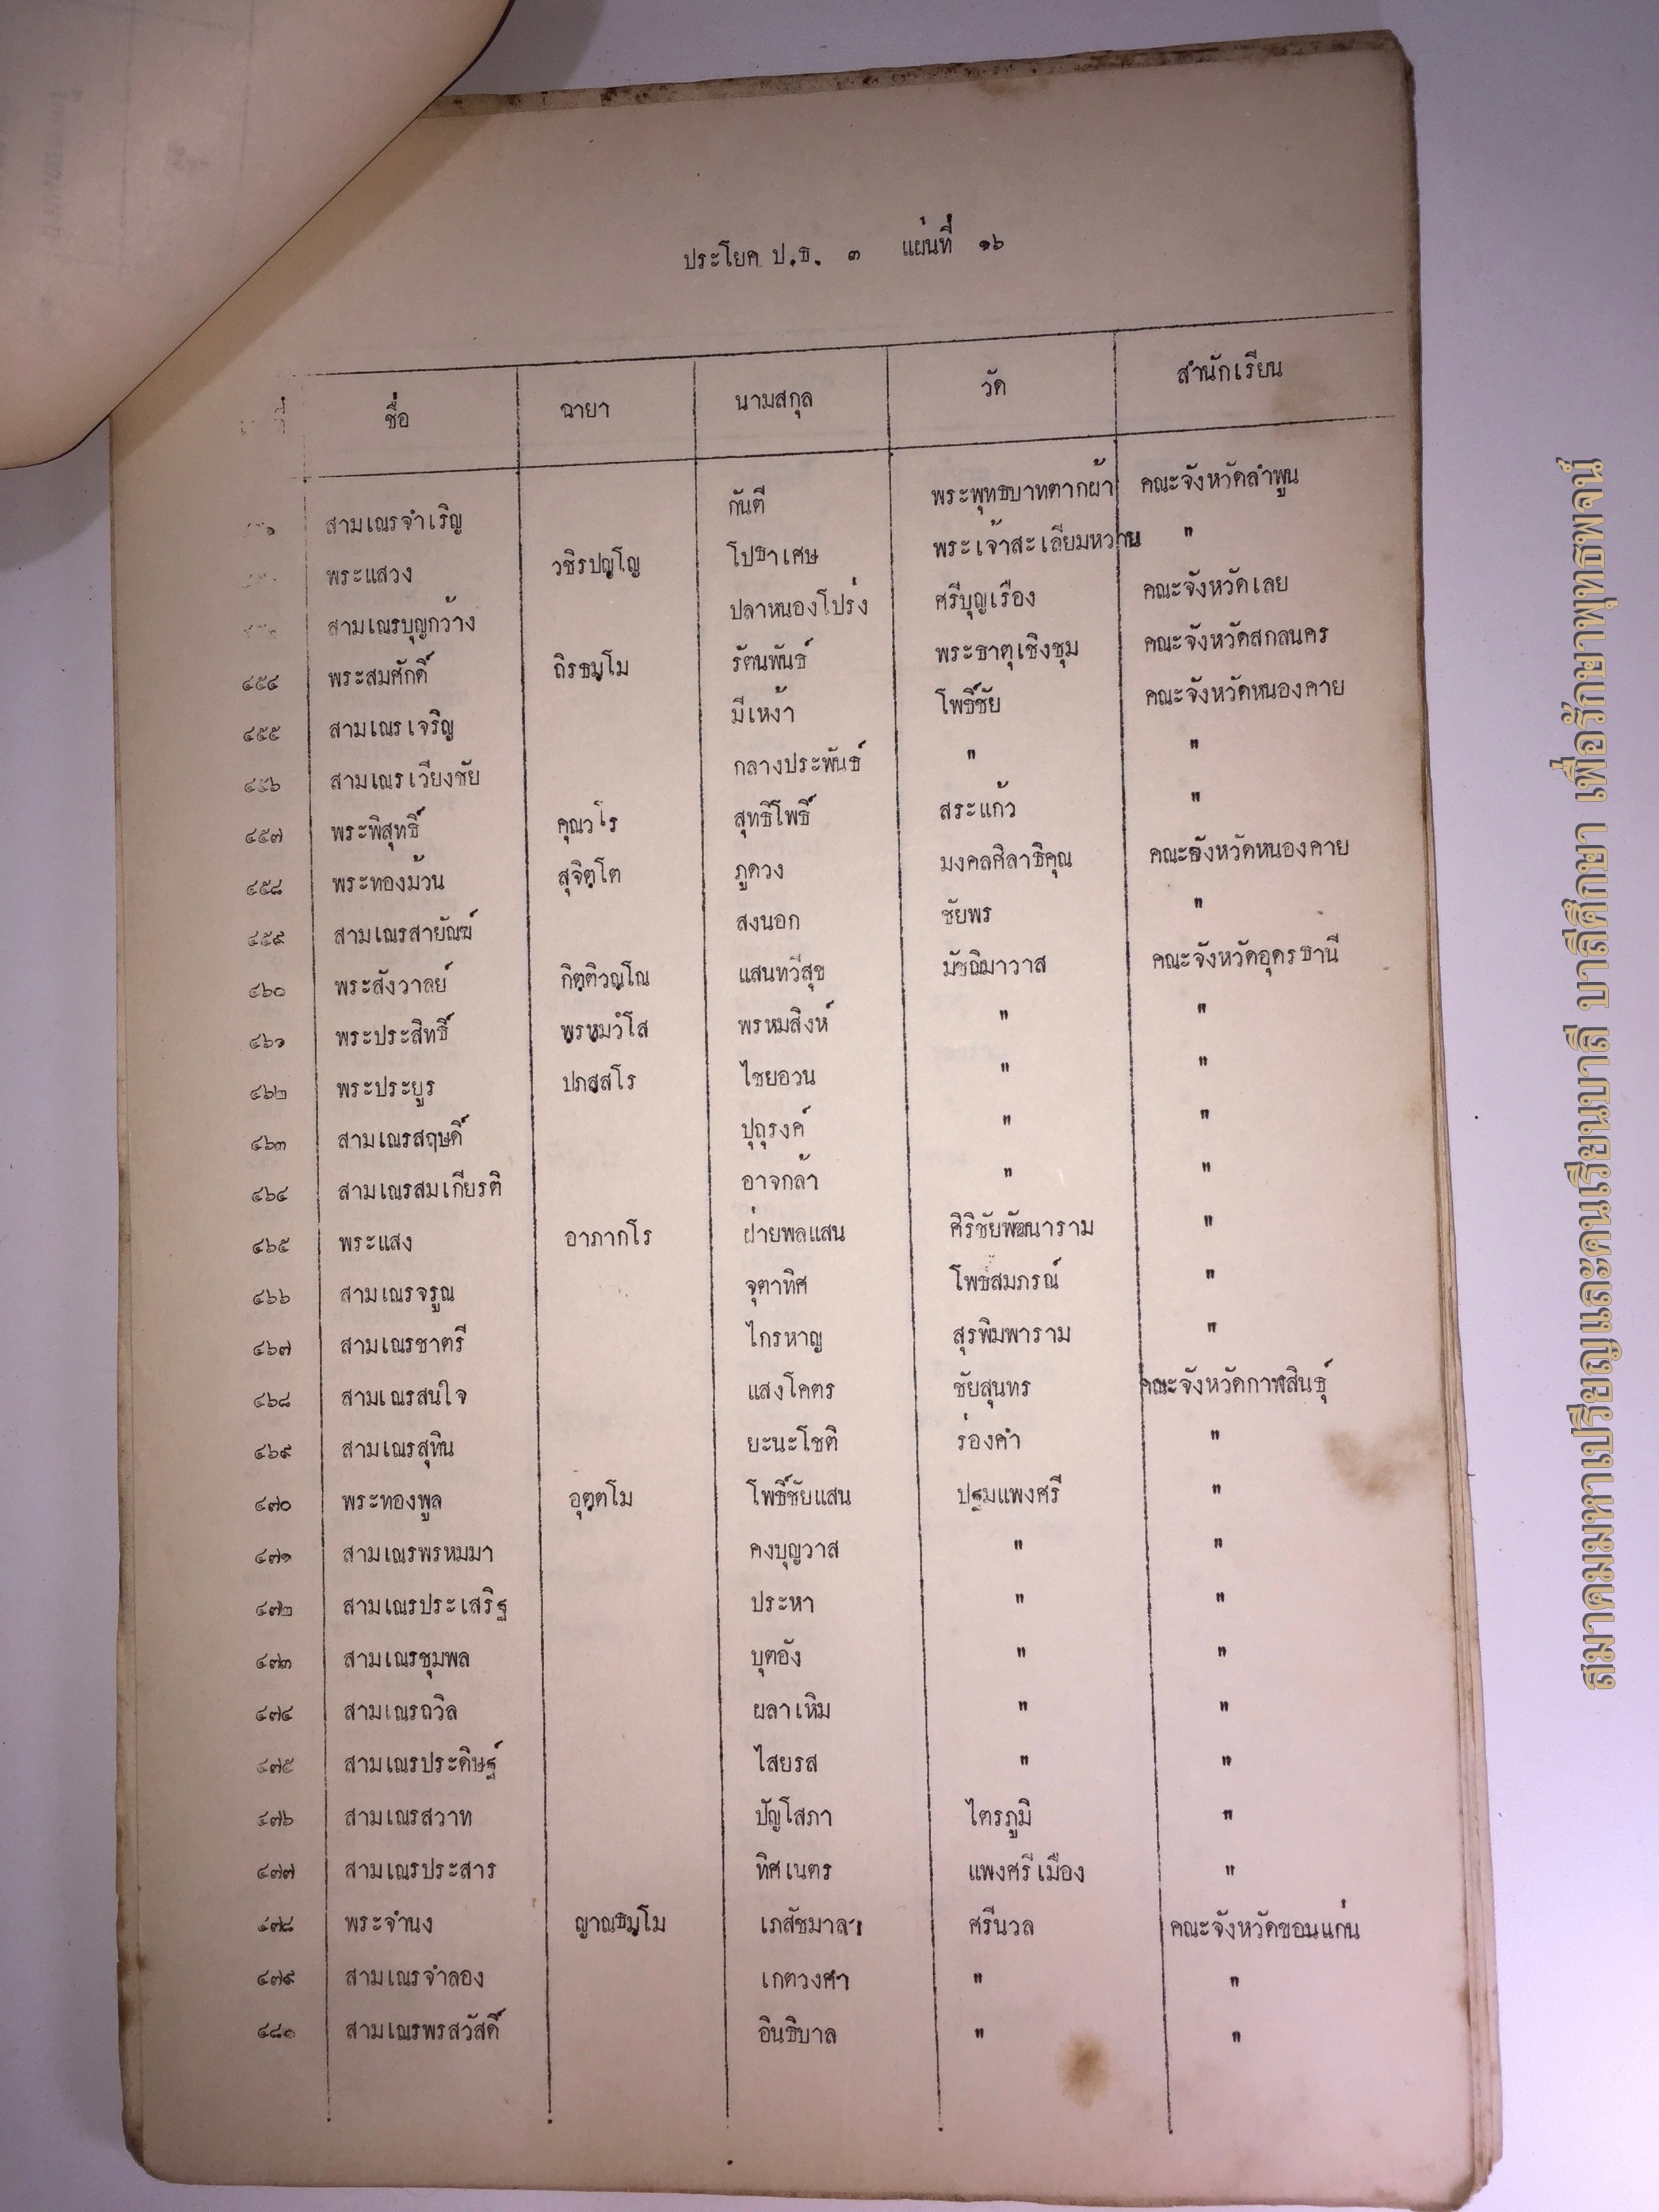 ประโยค ป.ธ. ๓ แผ่นที่ ๑๖
ที่ ชื่อ ฉายา นามสกุล วัด สำนักเรียน
สามเณรจำเริญ กันตี พระพุทธบาทตากผ้า คณะจังหวัดลำพูน
พระแสวง วชิรปญฺโญ โปธาเศษ พระเจ้าสะเลียมหวาน "
สามเณรบุญกว้าง ปลาหนองโปร่ง ศรีบุญเรือง คณะจังหวัดเลย
๔๕๔ พระสมศักดิ์ ถิรธมฺโม รัตนพันธ์ พระธาตุเชิงชุม คณะจังหวัดสกลนคร
๔๕๕ สามเณรเจริญ มีเหง้า โพธิ์ชัย คณะจังหวัดหนองคาย
๔๕๖ สามเณรเวียงชัย กลางประพันธ์ " "
๔๕๗ พระพิสุทธิ์ คุณวโร สุทธิโพธิ์ สระแก้ว "
๔๕๘ พระทองม้วน สุจิตฺโต ภูดวง มงคลศิลาธิคุณ คณะจังหวัดหนองคาย
๔๕๙ สามเณรสายัณฆ์ สงนอก ชัยพร "
๔๖๐ พระสังวาลย์ กิตฺติวณฺโณ แสนทวีสุข มัชฌิมาวาส คณะจังหวัดอุดรธานี
๔๖๑ พระประสิทธิ์ พรหมวํโส พรหมสิงห์ " "
๔๖๒ พระประยูร ปภสฺสโร ไชยอวน " "
๔๖๓ สามเณรสฤษดิ์ ปุถุรงค์ " "
๔๖๔ สามเณรสมเกียรติ อาจกล้า " "
๔๖๕ พระแสง อาภากโร ฝ่ายพลแสน ศิริชัยพัฒนาราม "
๔๖๖ สามเณรจรูณ จุตาทิศ โพธิสมภรณ์ "
๔๖๗ สามเณรชาตรี ไกรหาญ สุรพิมพาราม "
๔๖๘ สามเณรสนใจ แสงโคตร ชัยสุนทร คณะจังหวัดกาฬสินธุ์
๔๖๙ สามเณรสุทิน ยะนะโชติ ร่องคำ "
๔๗๐ พระทองพูล อุตฺตโม โพธิ์ชัยแสน ปฐมแพงศรี "
๔๗๑ สามเณรพรหมมา คงบุญวาส " "
๔๗๒ สามเณรประเสริฐ ประหา " "
๔๗๓ สามเณรชุมพล บุตอัง " "
๔๗๔ สามเณรถวิล ผลาเหิม " "
๔๗๕ สามเณรประดิษฐ์ ไสยรส " "
๔๗๖ สามเณรสวาท ปัญโสภา ไตรภูมิ "
๔๗๗ สามเณรประสาร ทิศเนตร แพงศรีเมือง "
๔๗๘ พระจำนง ญาณธมฺโม เภสัชมาลา ศรีนวล คณะจังหวัดขอนแก่น
๔๗๙ สามเณรจำลอง เกตวงศา " "
๔๘๑ สามเณรพรสวัสดิ์ อินธิบาล " "
สมาคมมหาเปรียญและคนเรียนบาลี บาลีศึกษา เพื่อรักษาพุทธพจน์